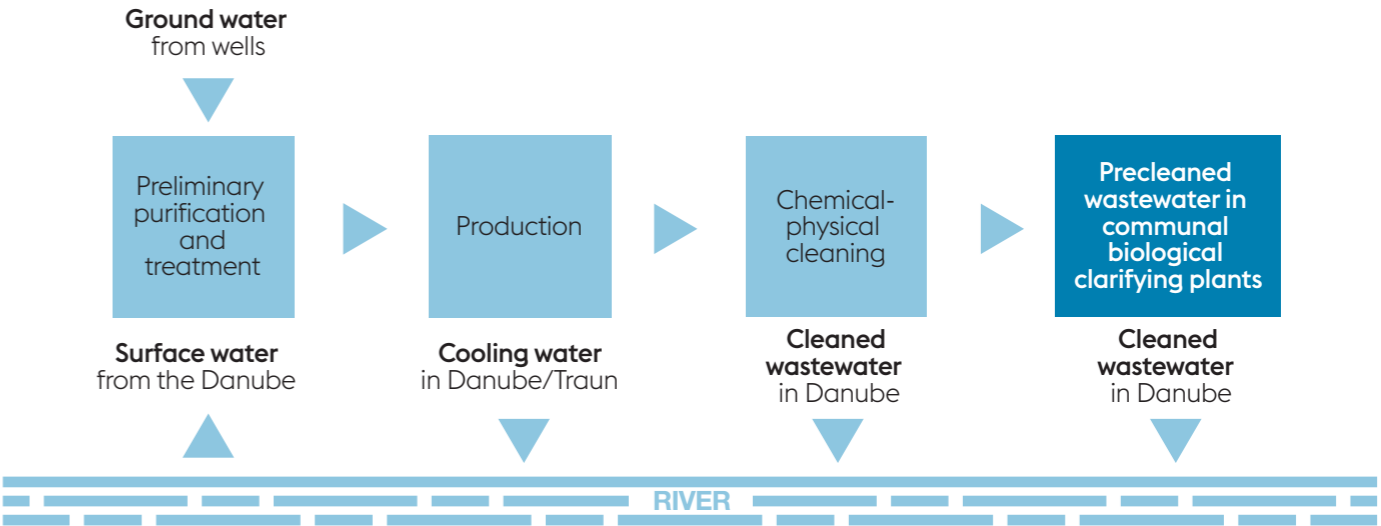 Ground water
from wells
Preliminary
purification
and
treatment
Production
Chemical-
physical
cleaning
Precleaned
wastewater in
communal
biological
clarifying plants
Surface water
from the Danube
Cooling water
in Danube/Traun
Cleaned
wastewater
in Danube
Cleaned
wastewater
in Danube
RIVER